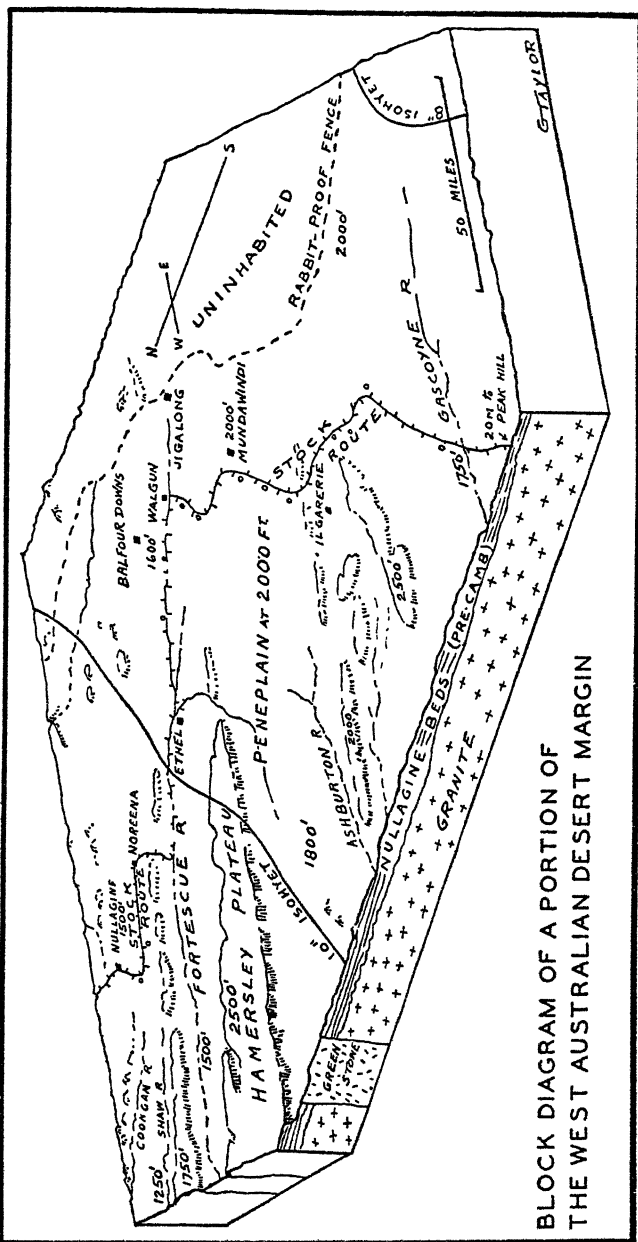 NULLAGINE
1500'
STOCK
ROUTE
NOREENA
COONGAN R
SHAW R
1250'
1750'
FORTESCUE R
1500'
HAMERSLEY PLATEAU
2500'
ETHEL
BALFOUR DOWNS
1600' WALGUN
JIGALONG
2000'
MUNDAWINDI
N
S
E
W
UNINHABITED
RABBIT-PROOF FENCE
2000'
8" ISOHYET
50 MILES
STOCK
ROUTE
ILGARERIE
GASCOYNE R
1750'
20M to
PEAK HILL
2500'
PENEPLAIN AT 2000 FT
10" ISOHYET
1800'
ASHBURTON R
2000
NULLAGINE BEDS (PRE-CAMB)
GRANITE
GREEN
STONE
G TAYLOR
BLOCK DIAGRAM OF A PORTION OF
THE WEST AUSTRALIAN DESERT MARGIN